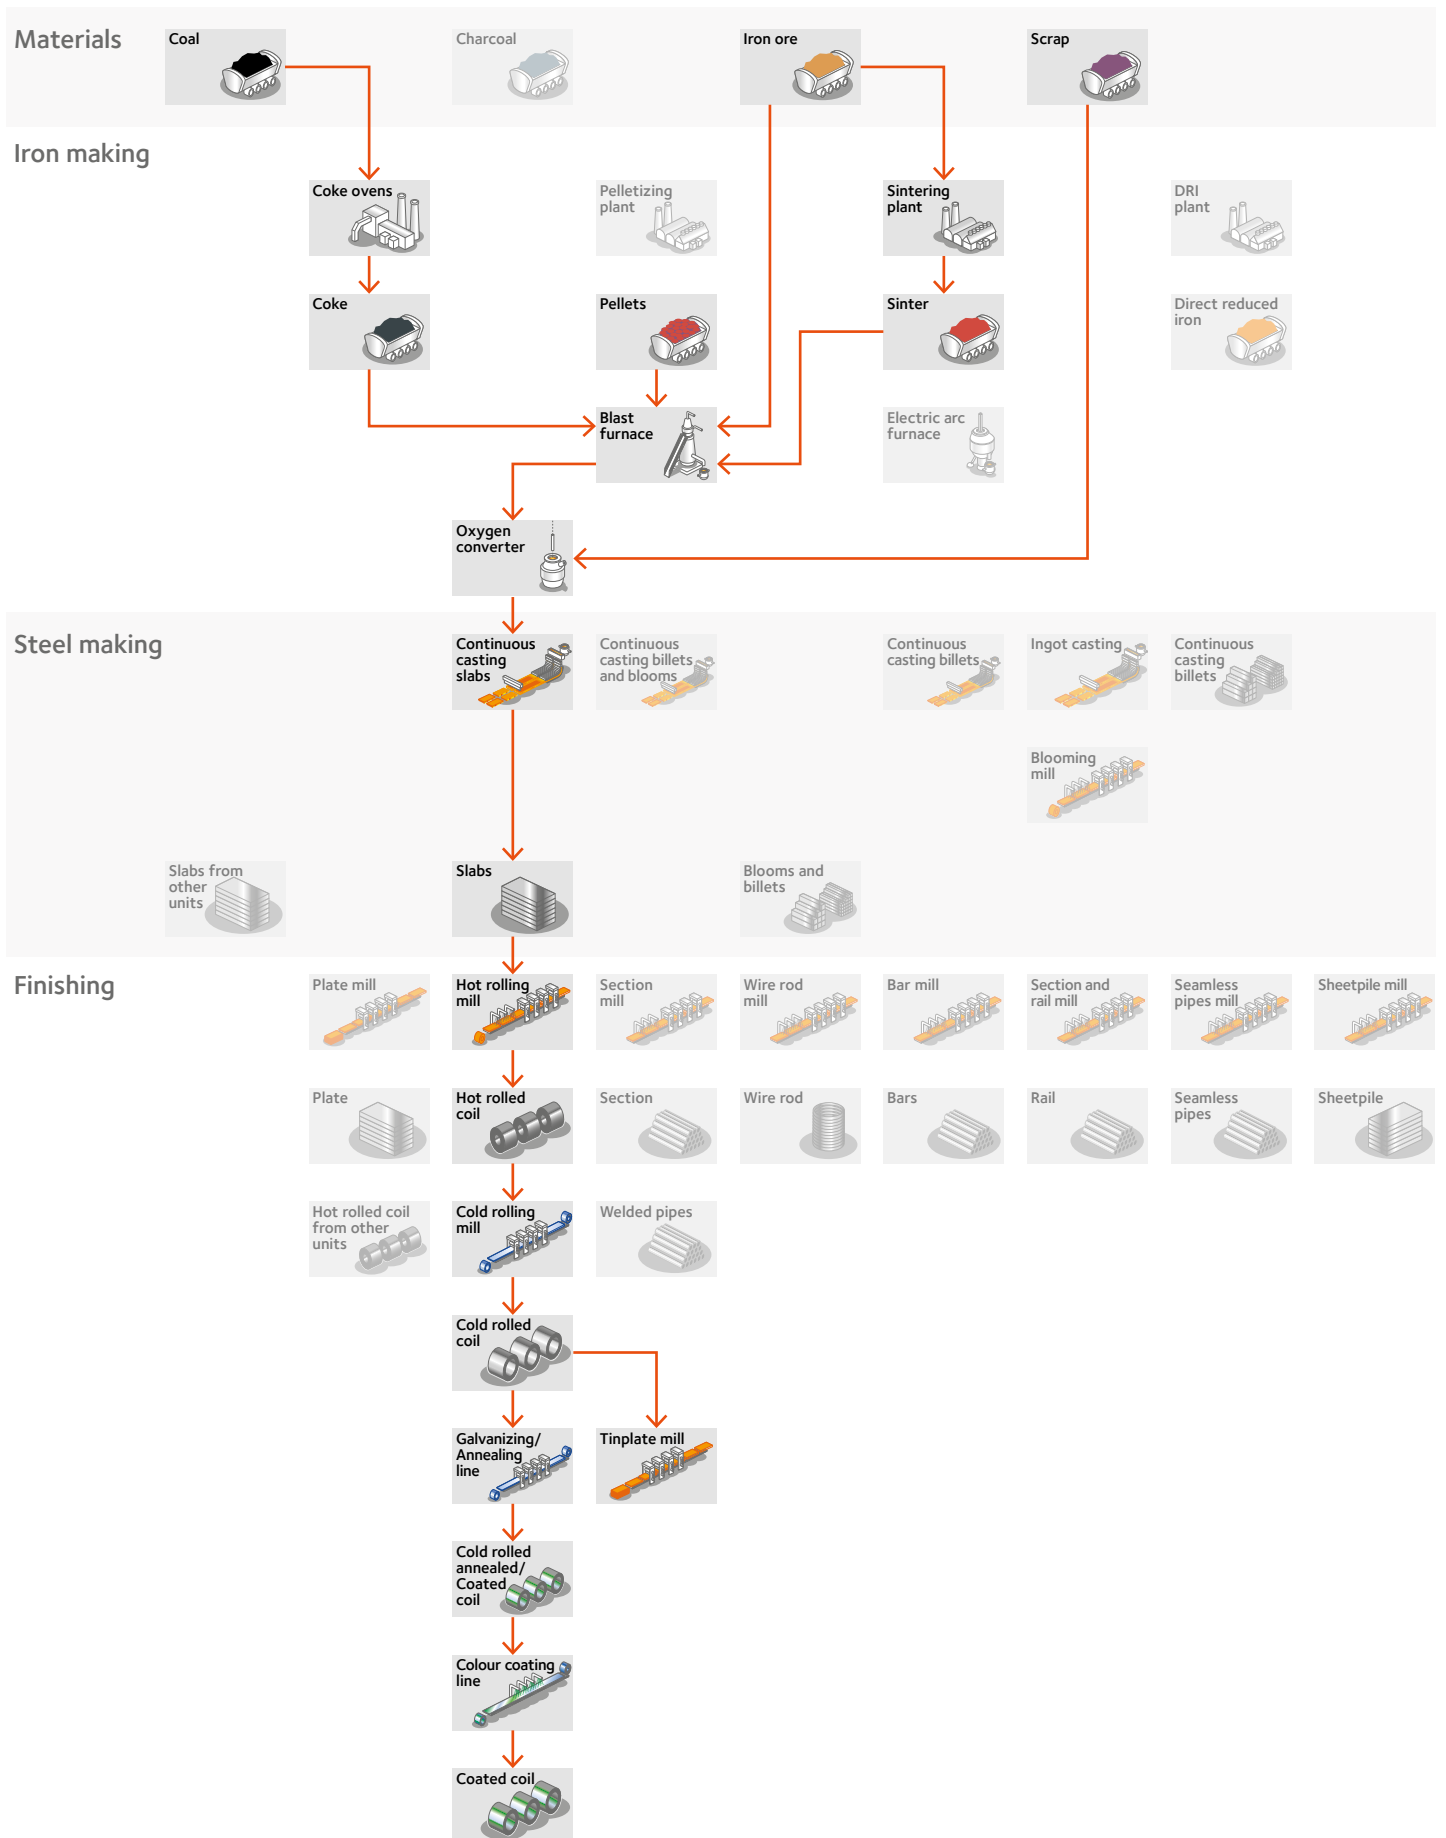 Materials
Coal
Charcoal
Iron ore
Scrap
Iron making
Coke ovens
Pelletizing
plant
Sintering
plant
DRI
plant
Coke
Pellets
Sinter
Direct reduced
iron
Blast
furnace
Electric arc
furnace
Oxygen
converter
Steel making
Continuous
casting
slabs
Continuous
casting billets
and blooms
Continuous
casting billets
Ingot casting
Continuous
casting
billets
Blooming
mill
Slabs from
other
units
Slabs
Blooms and
billets
Finishing
Plate mill
Hot rolling
mill
Section
mill
Wire rod
mill
Bar mill
Section and
rail mill
Seamless
pipes mill
Sheetpile mill
Plate
Hot rolled
coil
Section
Wire rod
Bars
Rail
Seamless
pipes
Sheetpile
Hot rolled coil
from other
units
Cold rolling
mill
Welded pipes
Cold rolled
coil
Galvanizing/
Annealing
line
Tinplate mill
Cold rolled
annealed/
Coated
coil
Colour coating
line
Coated coil